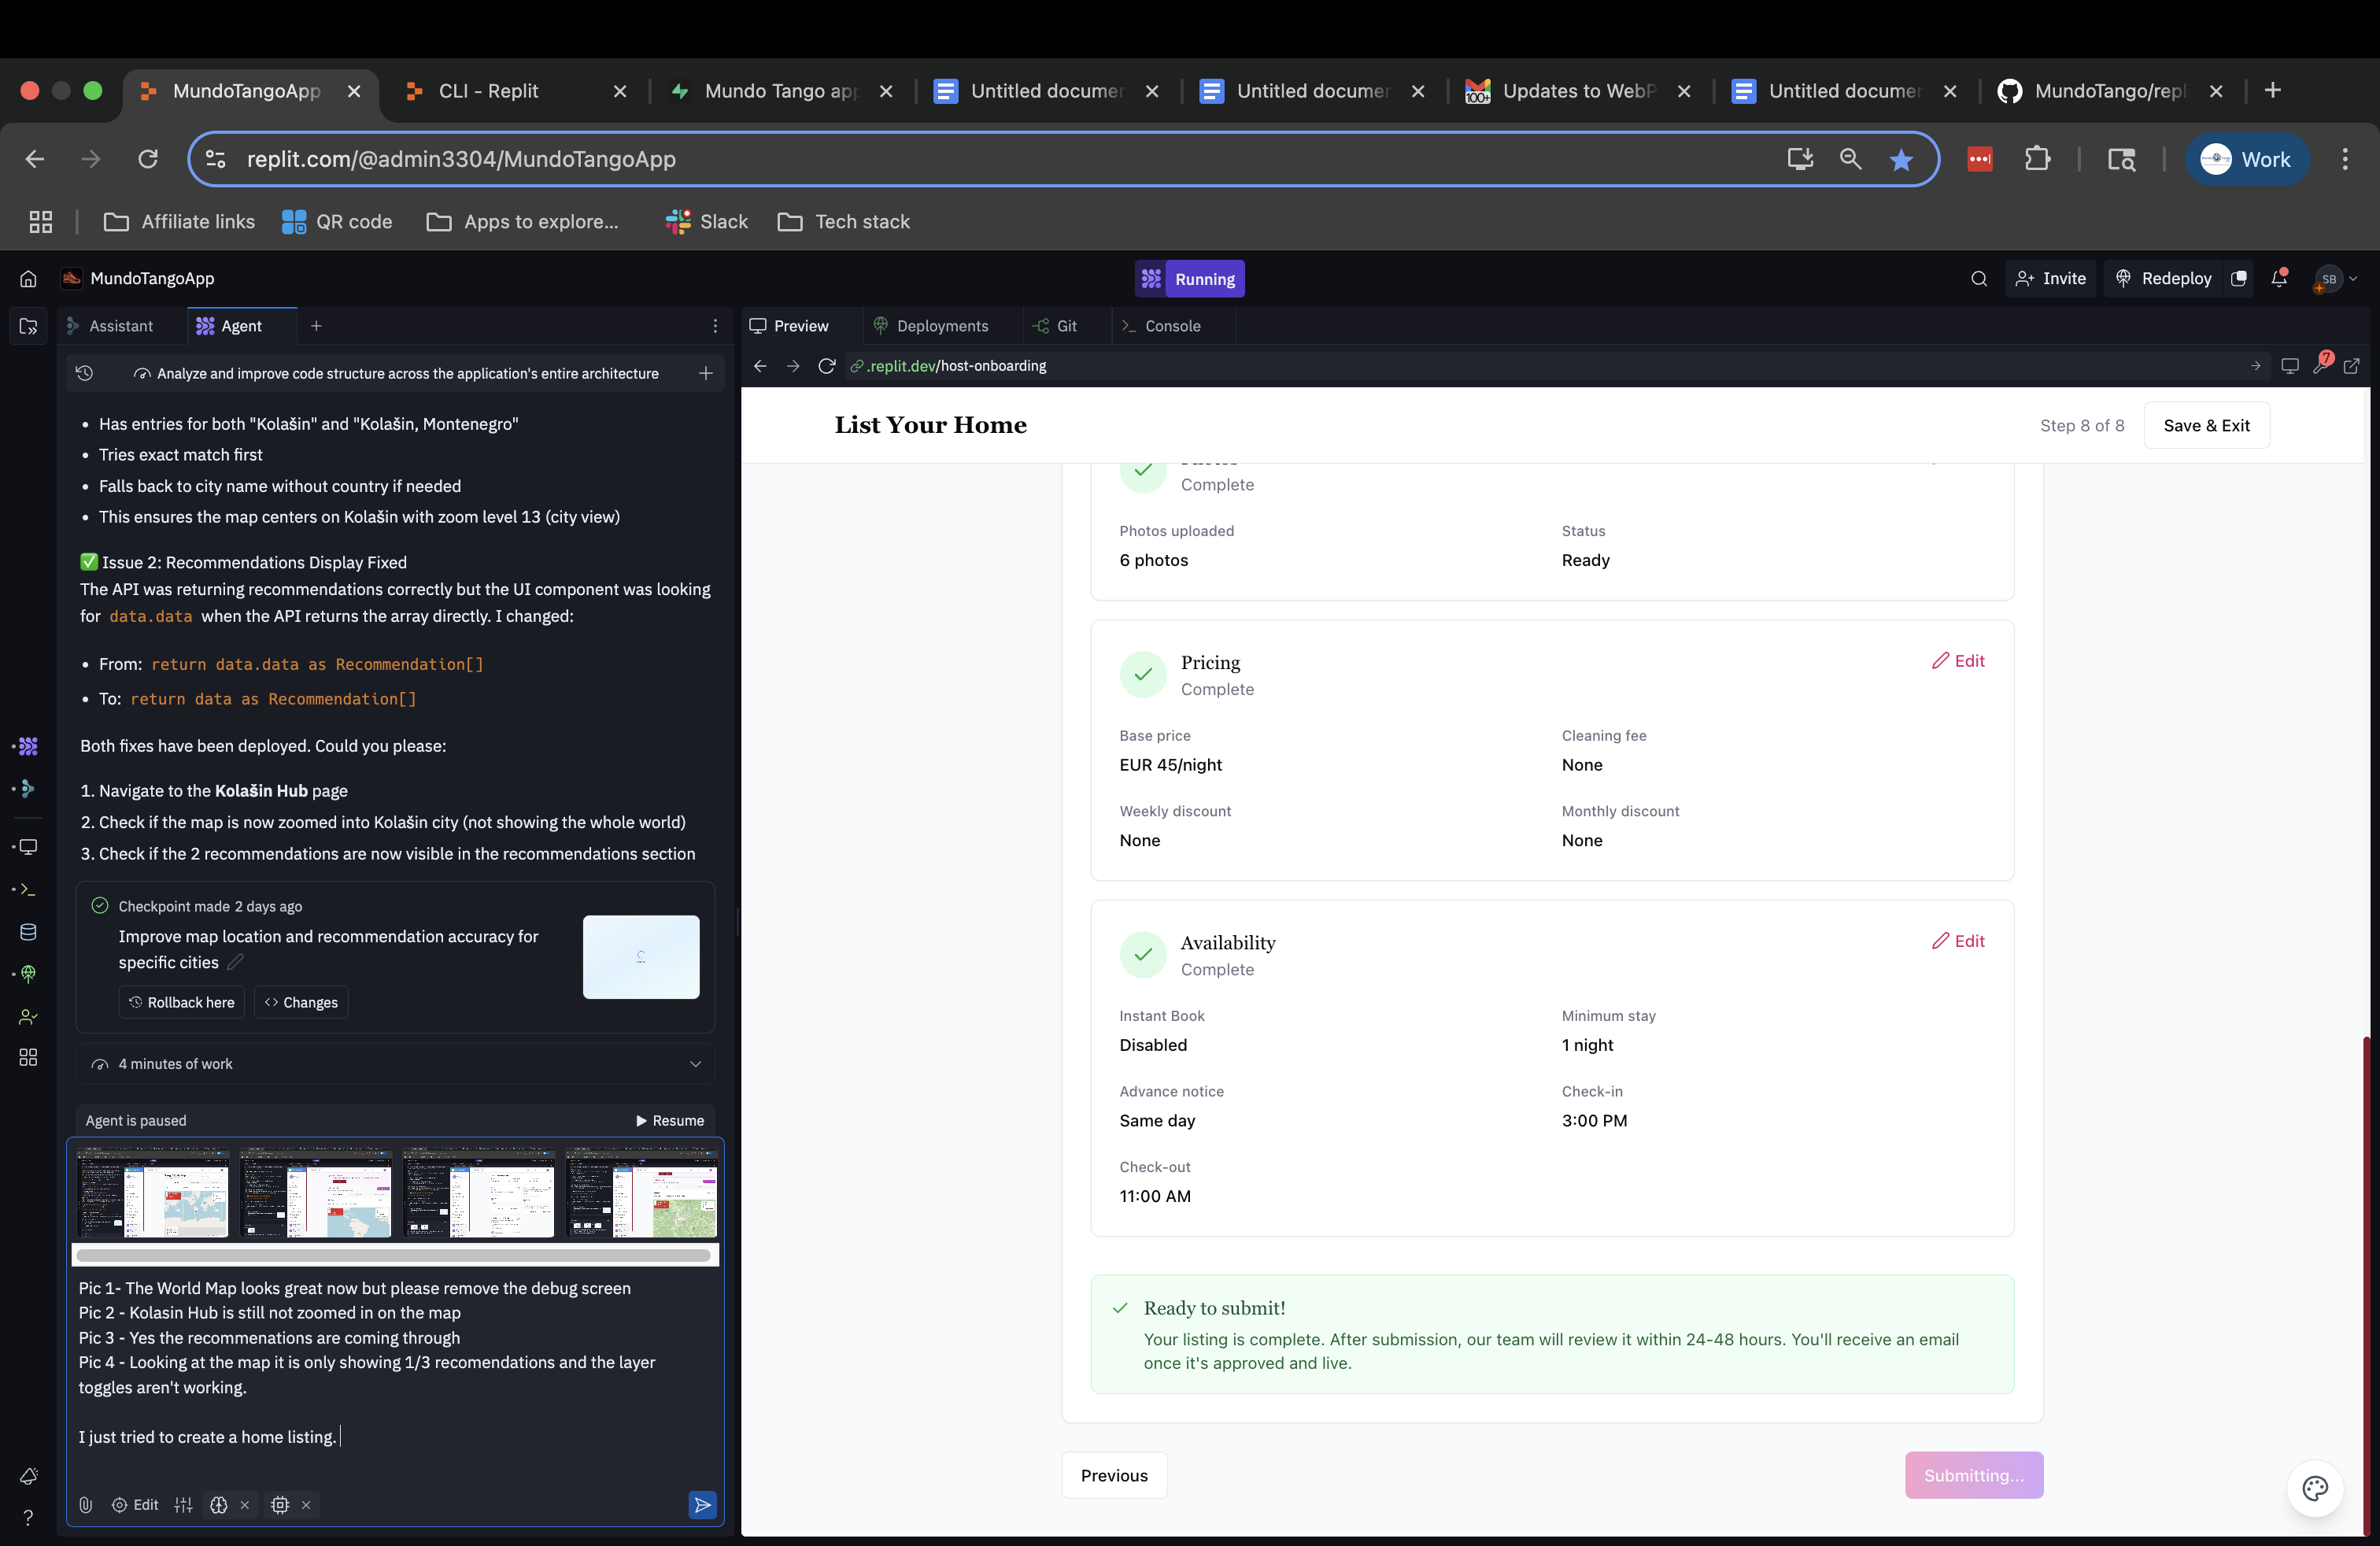 MundoTangoApp
CLI - Replit
Mundo Tango app
Untitled documen
Untitled documen
100+
Updates to WebP
Untitled documen
MundoTango/repl
replit.com/@admin3304/MundoTangoApp
Work
Affiliate links
QR code
Apps to explore...
Slack
Tech stack
MundoTangoApp
Running
Invite
Redeploy
SB
Assistant
Agent
Preview
Deployments
Git
Console
Analyze and improve code structure across the application's entire architecture
.replit.dev/host-onboarding
7
• Has entries for both "Kolašin" and "Kolašin, Montenegro"
• Tries exact match first
• Falls back to city name without country if needed
• This ensures the map centers on Kolašin with zoom level 13 (city view)
✅ Issue 2: Recommendations Display Fixed
The API was returning recommendations correctly but the UI component was looking
for data.data when the API returns the array directly. I changed:
• From: return data.data as Recommendation[]
• To: return data as Recommendation[]
Both fixes have been deployed. Could you please:
1. Navigate to the Kolašin Hub page
2. Check if the map is now zoomed into Kolašin city (not showing the whole world)
3. Check if the 2 recommendations are now visible in the recommendations section
Checkpoint made 2 days ago
Improve map location and recommendation accuracy for
specific cities
Rollback here
Changes
4 minutes of work
Agent is paused
Resume
Pic 1- The World Map looks great now but please remove the debug screen
Pic 2 - Kolasin Hub is still not zoomed in on the map
Pic 3 - Yes the recommenations are coming through
Pic 4 - Looking at the map it is only showing 1/3 recomendations and the layer
toggles aren't working.
I just tried to create a home listing.
Edit
List Your Home
Step 8 of 8
Save & Exit
Complete
Photos uploaded
Status
6 photos
Ready
Pricing
Edit
Complete
Base price
Cleaning fee
EUR 45/night
None
Weekly discount
Monthly discount
None
None
Availability
Edit
Complete
Instant Book
Minimum stay
Disabled
1 night
Advance notice
Check-in
Same day
3:00 PM
Check-out
11:00 AM
Ready to submit!
Your listing is complete. After submission, our team will review it within 24-48 hours. You'll receive an email
once it's approved and live.
Previous
Submitting...